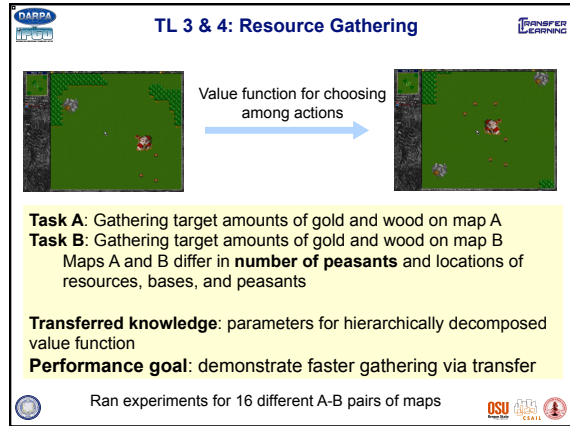 DARPA
IPTO
TL 3 & 4: Resource Gathering
TRANSFER
LEARNING
Value function for choosing
among actions
Task A: Gathering target amounts of gold and wood on map A
Task B: Gathering target amounts of gold and wood on map B
Maps A and B differ in number of peasants and locations of
resources, bases, and peasants
Transferred knowledge: parameters for hierarchically decomposed
value function
Performance goal: demonstrate faster gathering via transfer
Ran experiments for 16 different A-B pairs of maps
OSU
Oregon State
CSAIL